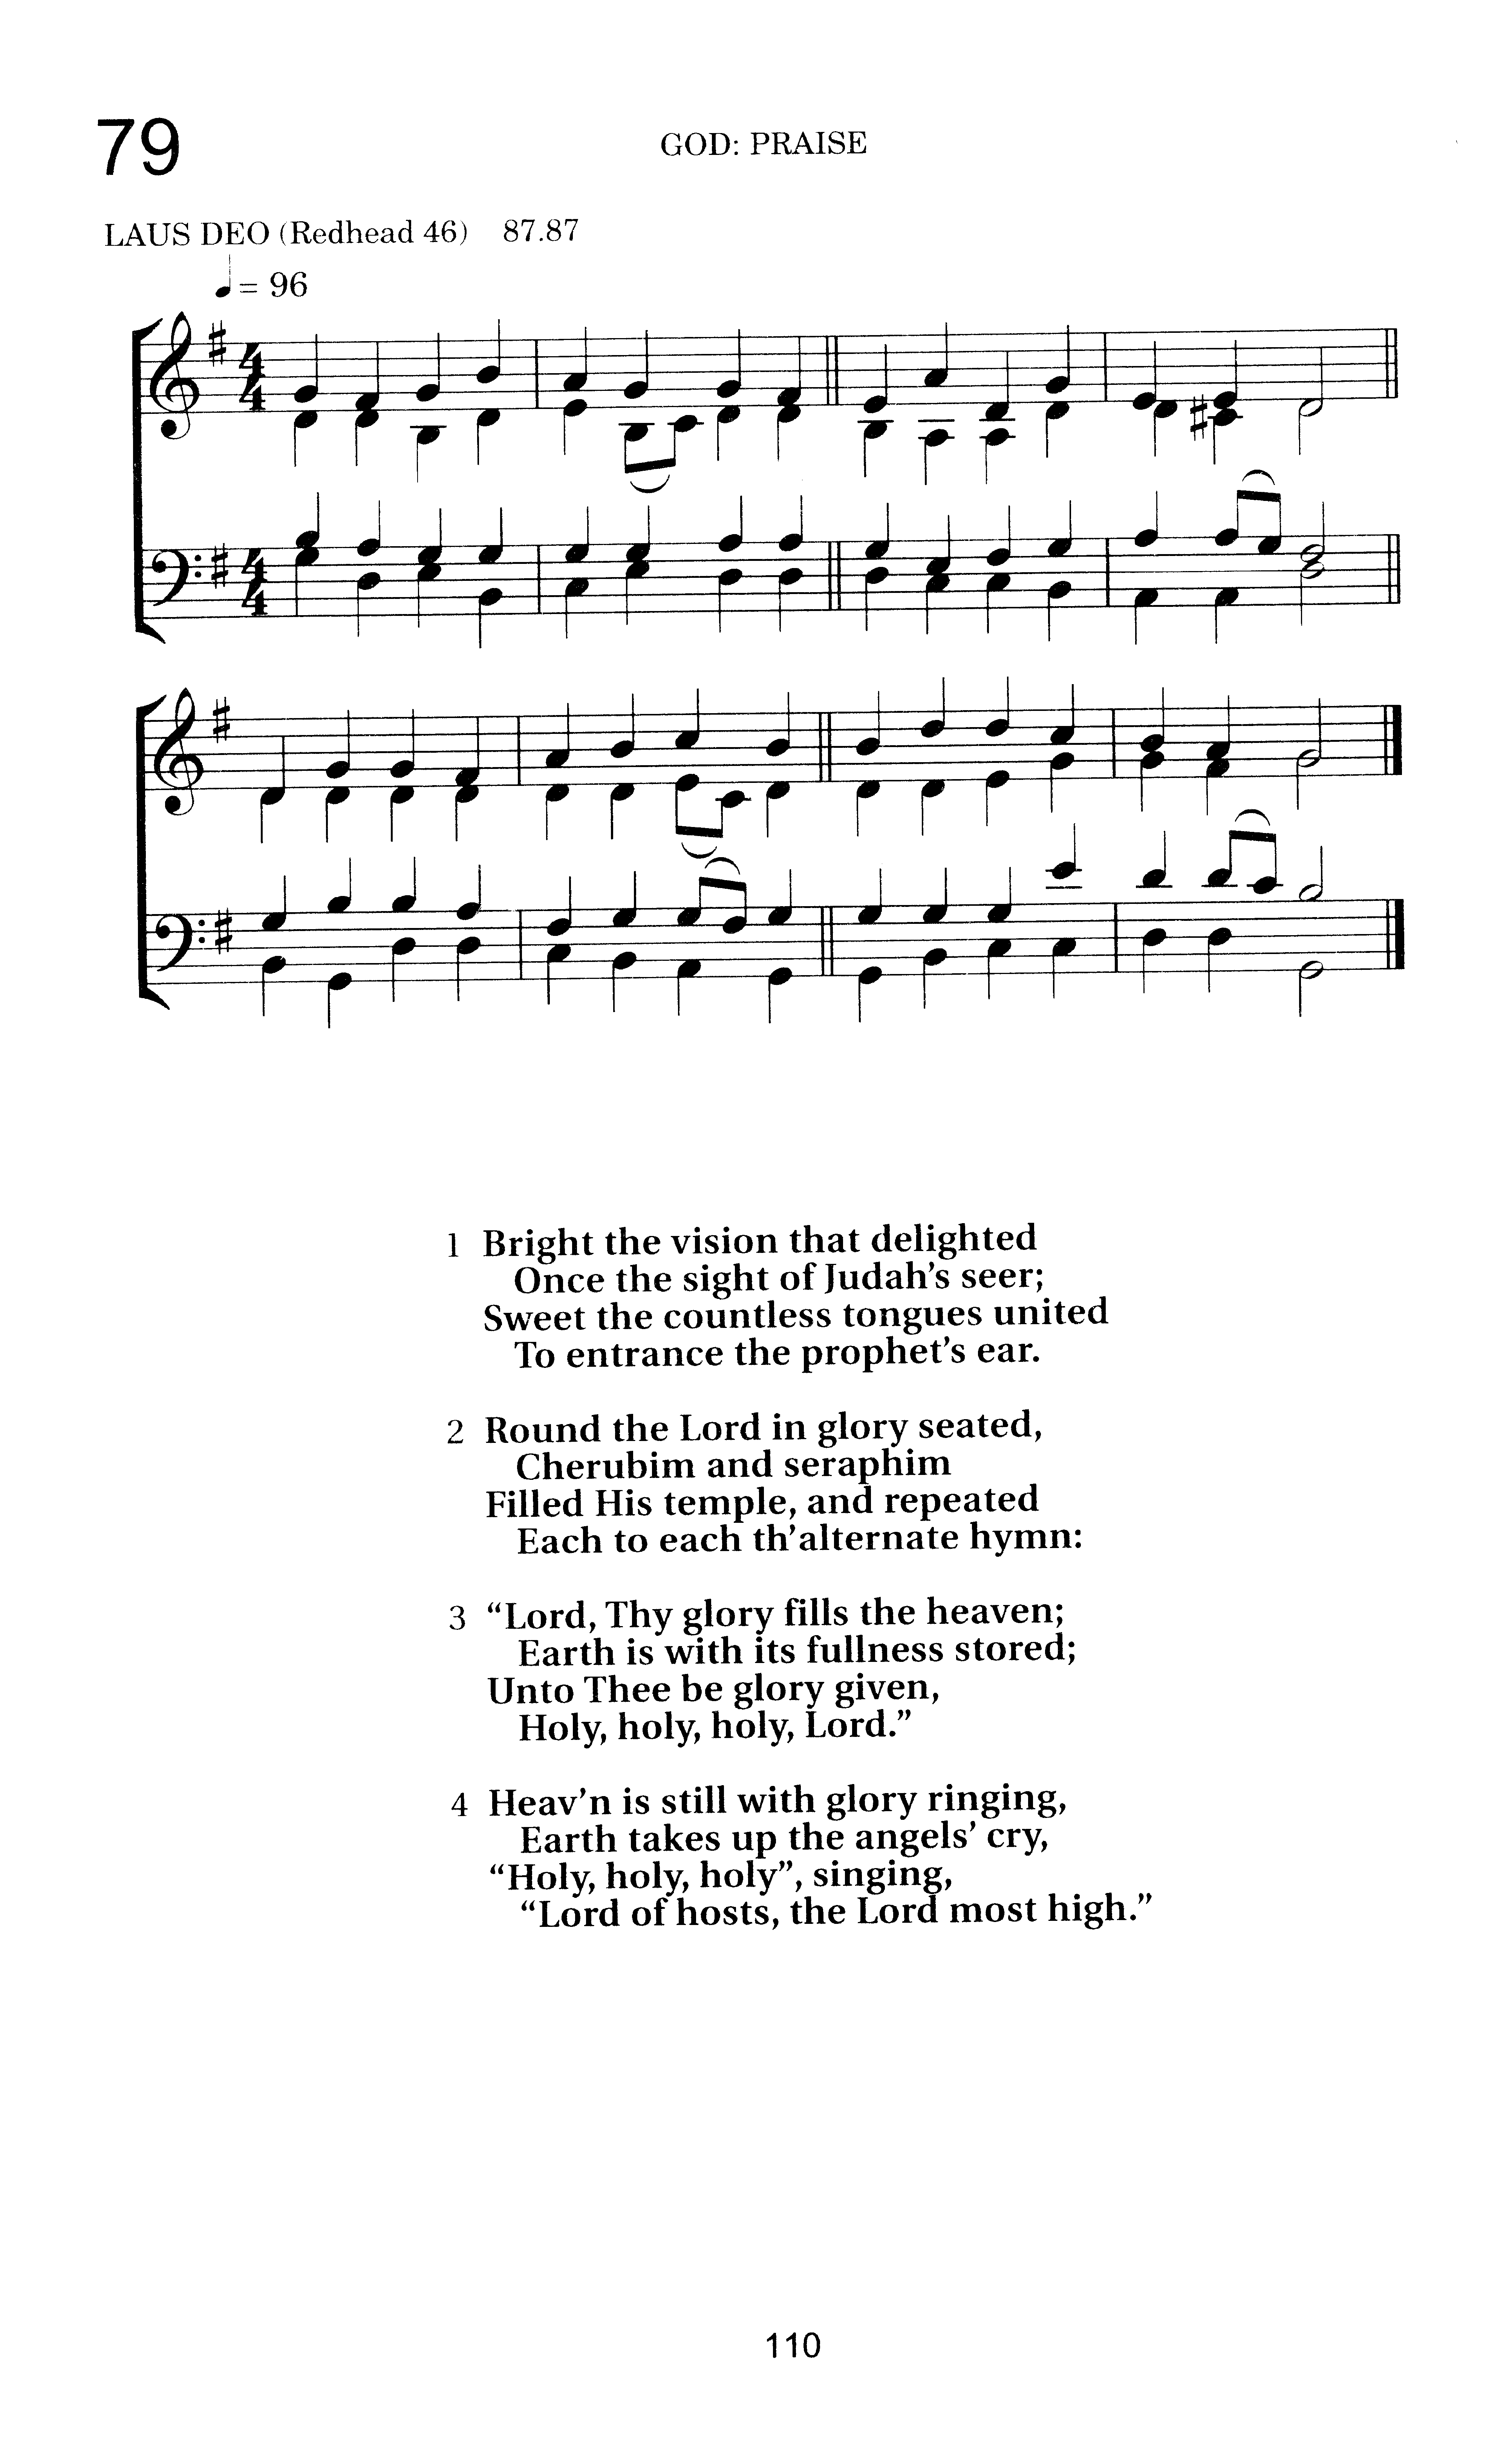 79
GOD: PRAISE
LAUS DEO (Redhead 46) 87.87
♩ = 96
1 Bright the vision that delighted
Once the sight of Judah’s seer;
Sweet the countless tongues united
To entrance the prophet’s ear.
2 Round the Lord in glory seated,
Cherubim and seraphim
Filled His temple, and repeated
Each to each th’alternate hymn:
3 “Lord, Thy glory fills the heaven;
Earth is with its fullness stored;
Unto Thee be glory given,
Holy, holy, holy, Lord.”
4 Heav’n is still with glory ringing,
Earth takes up the angels’ cry,
“Holy, holy, holy”, singing,
“Lord of hosts, the Lord most high.”
110